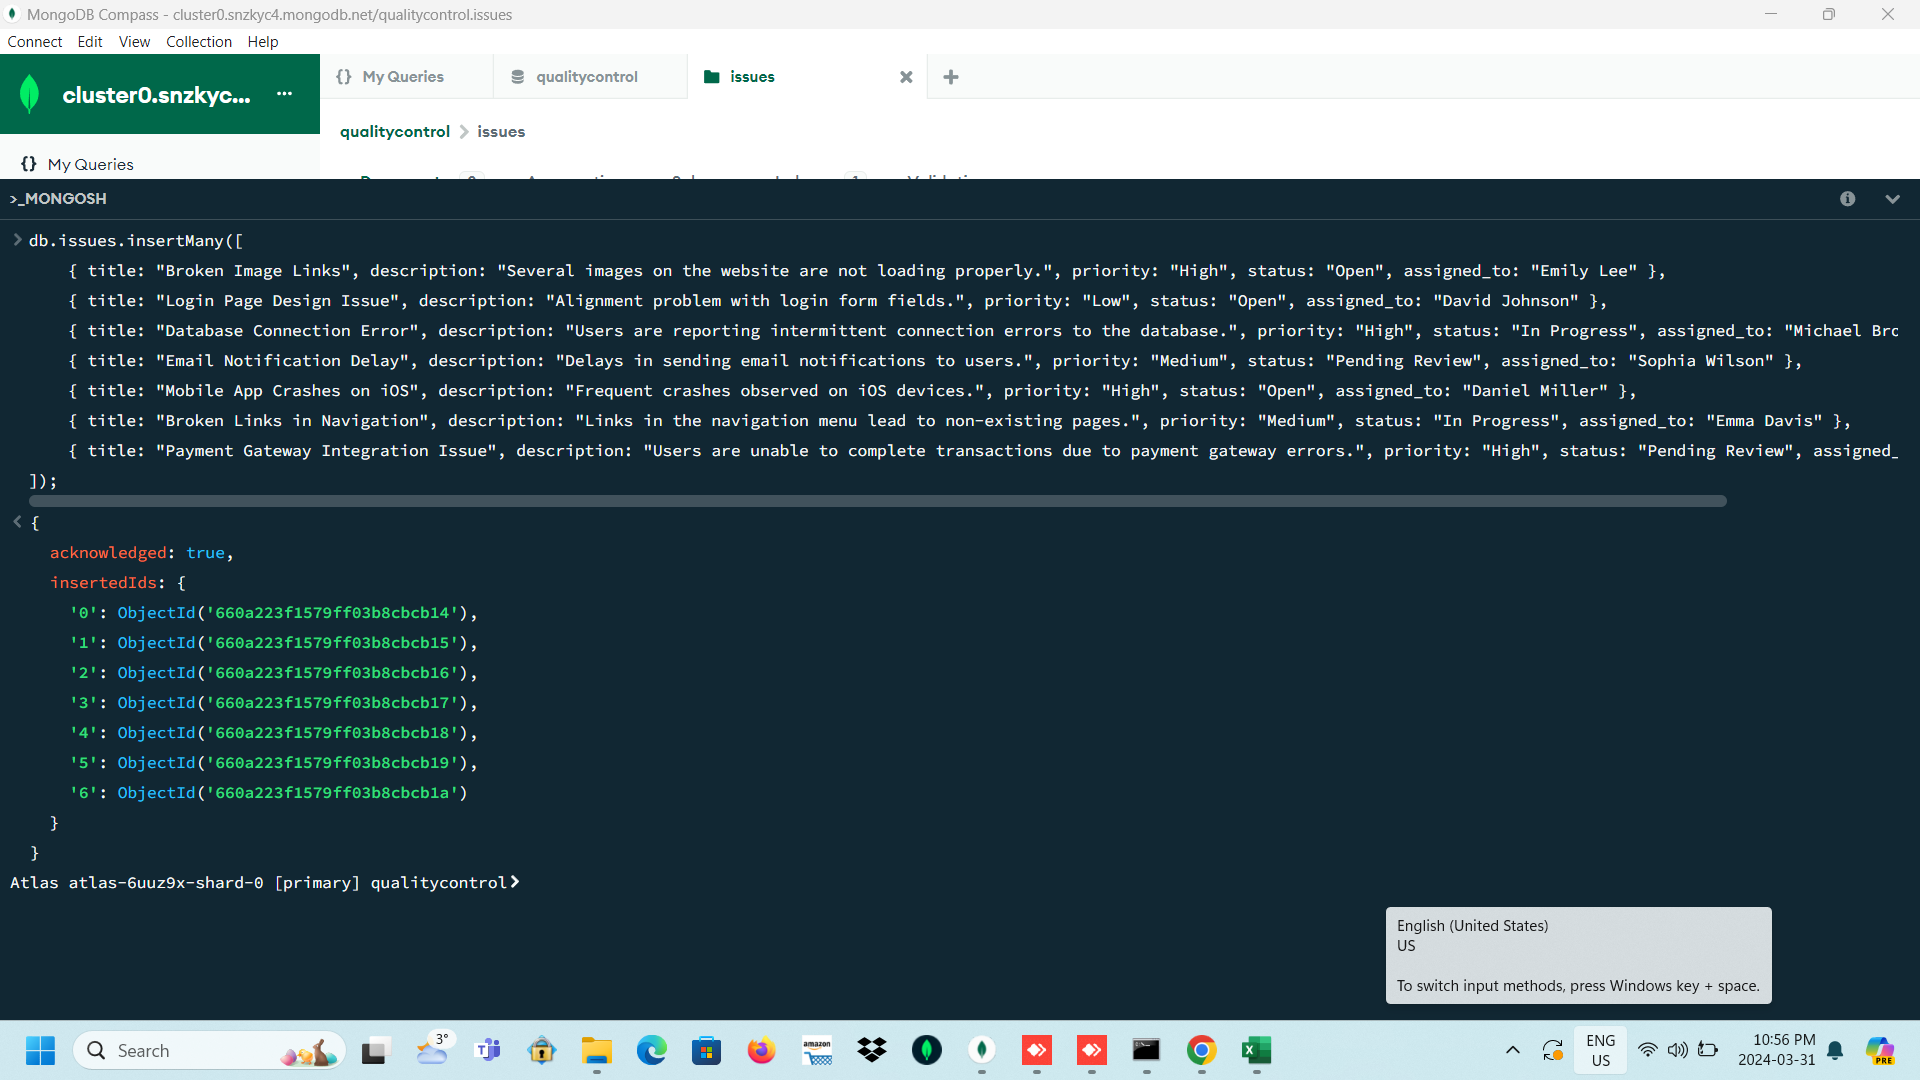 MongoDB Compass - cluster0.snzkyc4.mongodb.net/qualitycontrol.issues
Connect Edit View Collection Help
cluster0.snzkyc... ...
{} My Queries
qualitycontrol
issues
qualitycontrol > issues
{} My Queries
>_MONGOSH
> db.issues.insertMany([
{ title: "Broken Image Links", description: "Several images on the website are not loading properly.", priority: "High", status: "Open", assigned_to: "Emily Lee" },
{ title: "Login Page Design Issue", description: "Alignment problem with login form fields.", priority: "Low", status: "Open", assigned_to: "David Johnson" },
{ title: "Database Connection Error", description: "Users are reporting intermittent connection errors to the database.", priority: "High", status: "In Progress", assigned_to: "Michael Bro
{ title: "Email Notification Delay", description: "Delays in sending email notifications to users.", priority: "Medium", status: "Pending Review", assigned_to: "Sophia Wilson" },
{ title: "Mobile App Crashes on iOS", description: "Frequent crashes observed on iOS devices.", priority: "High", status: "Open", assigned_to: "Daniel Miller" },
{ title: "Broken Links in Navigation", description: "Links in the navigation menu lead to non-existing pages.", priority: "Medium", status: "In Progress", assigned_to: "Emma Davis" },
{ title: "Payment Gateway Integration Issue", description: "Users are unable to complete transactions due to payment gateway errors.", priority: "High", status: "Pending Review", assigned_
]);
< {
acknowledged: true,
insertedIds: {
'0': ObjectId('660a223f1579ff03b8cbcb14'),
'1': ObjectId('660a223f1579ff03b8cbcb15'),
'2': ObjectId('660a223f1579ff03b8cbcb16'),
'3': ObjectId('660a223f1579ff03b8cbcb17'),
'4': ObjectId('660a223f1579ff03b8cbcb18'),
'5': ObjectId('660a223f1579ff03b8cbcb19'),
'6': ObjectId('660a223f1579ff03b8cbcb1a')
}
}
Atlas atlas-6uuz9x-shard-0 [primary] qualitycontrol>
English (United States)
US
To switch input methods, press Windows key + space.
Search
3°
amazon
ENG
US
10:56 PM
2024-03-31
PRE